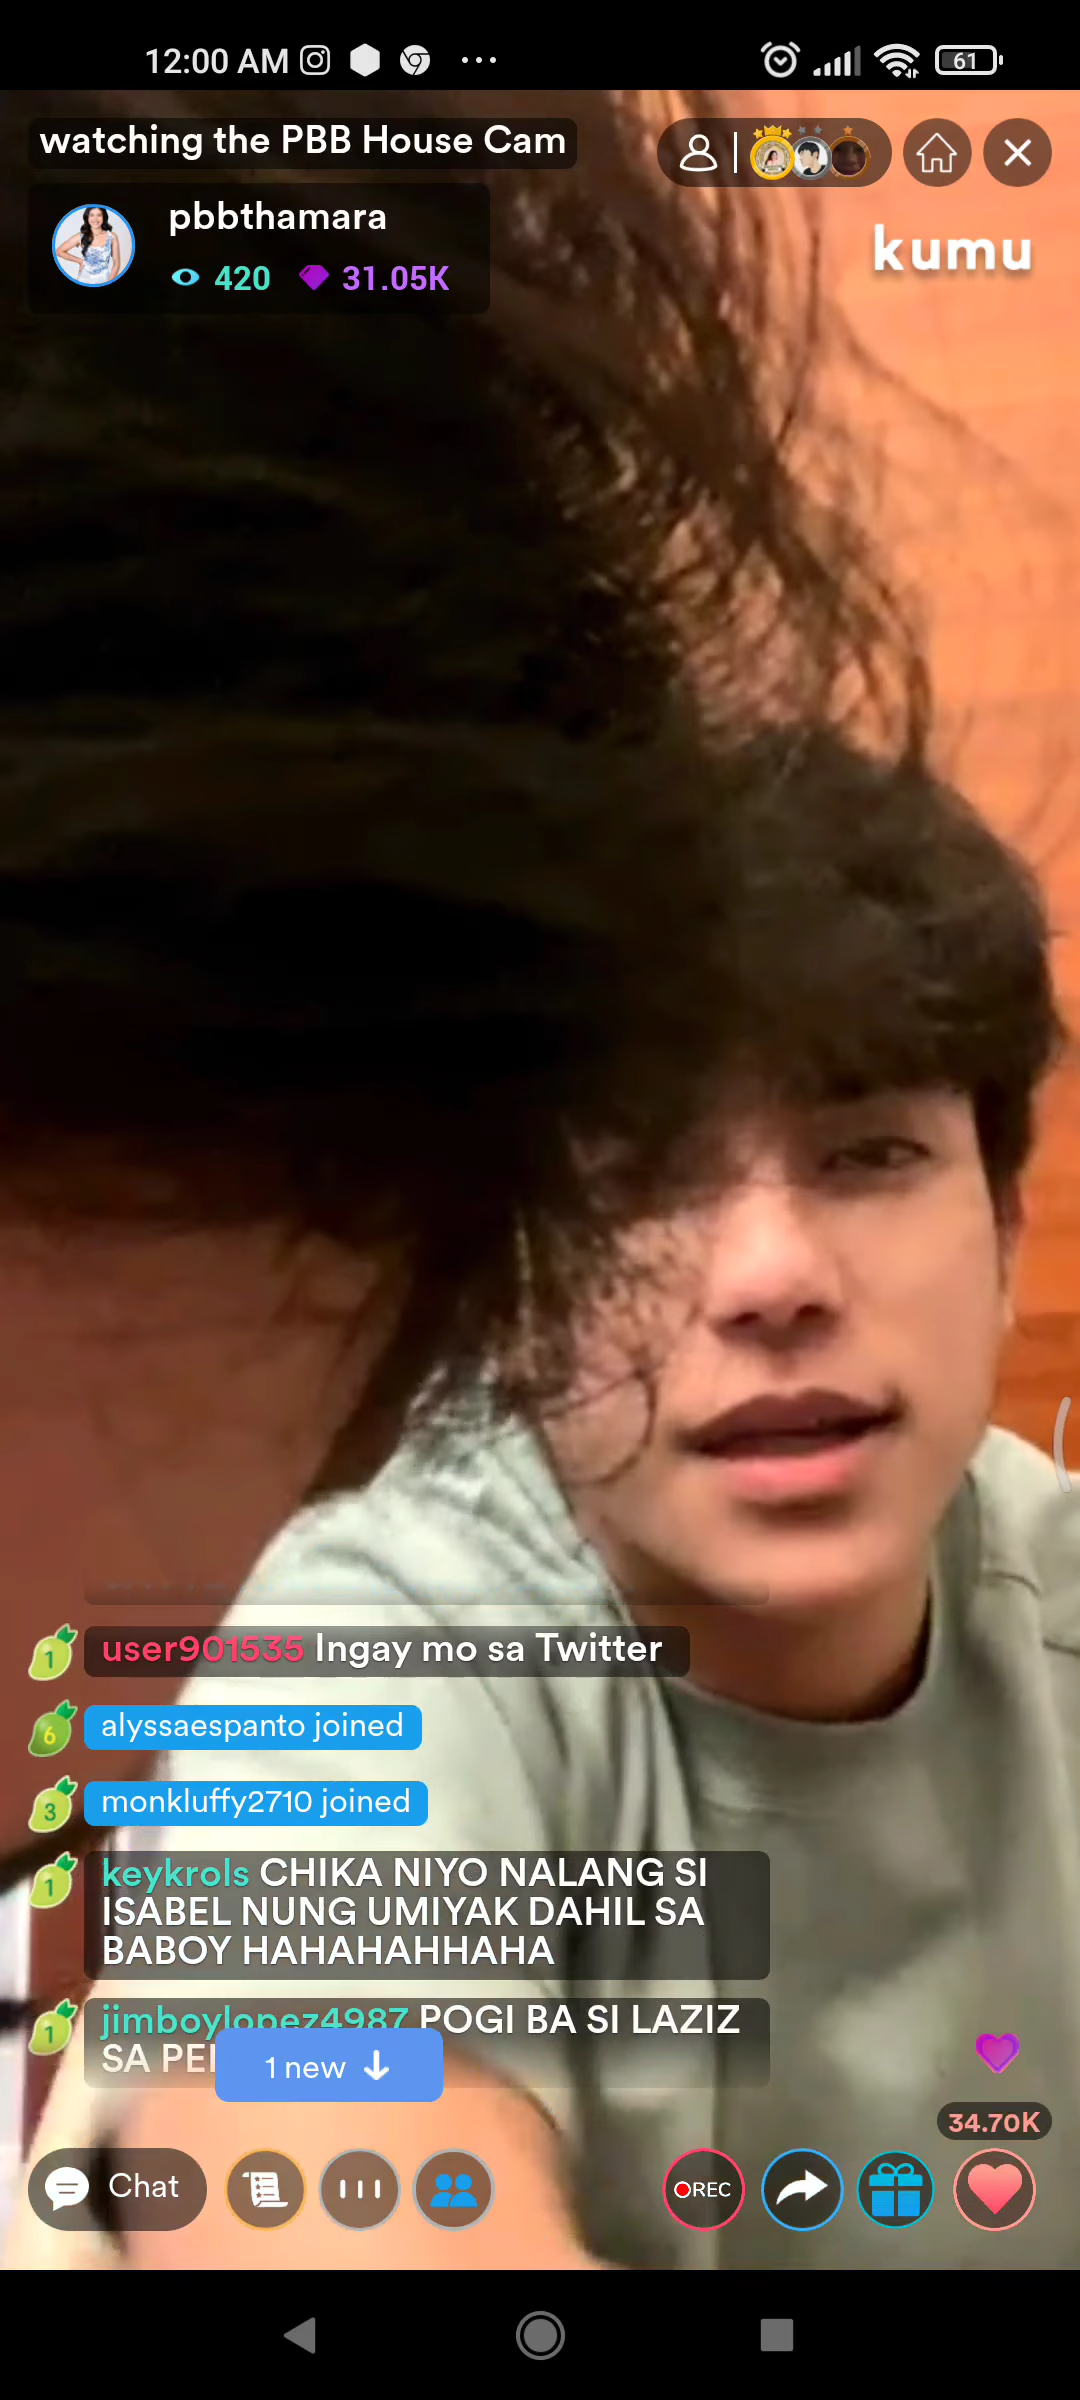 12:00 AM
61
watching the PBB House Cam
pbbthamara
420 31.05K
kumu
1 user901535 Ingay mo sa Twitter
6 alyssaespanto joined
3 monkluffy2710 joined
1 keykrols CHIKA NIYO NALANG SI
ISABEL NUNG UMIYAK DAHIL SA
BABOY HAHAHAHHAHA
1 jimboylopez4987 POGI BA SI LAZIZ
SA
1 new
34.70K
Chat
REC